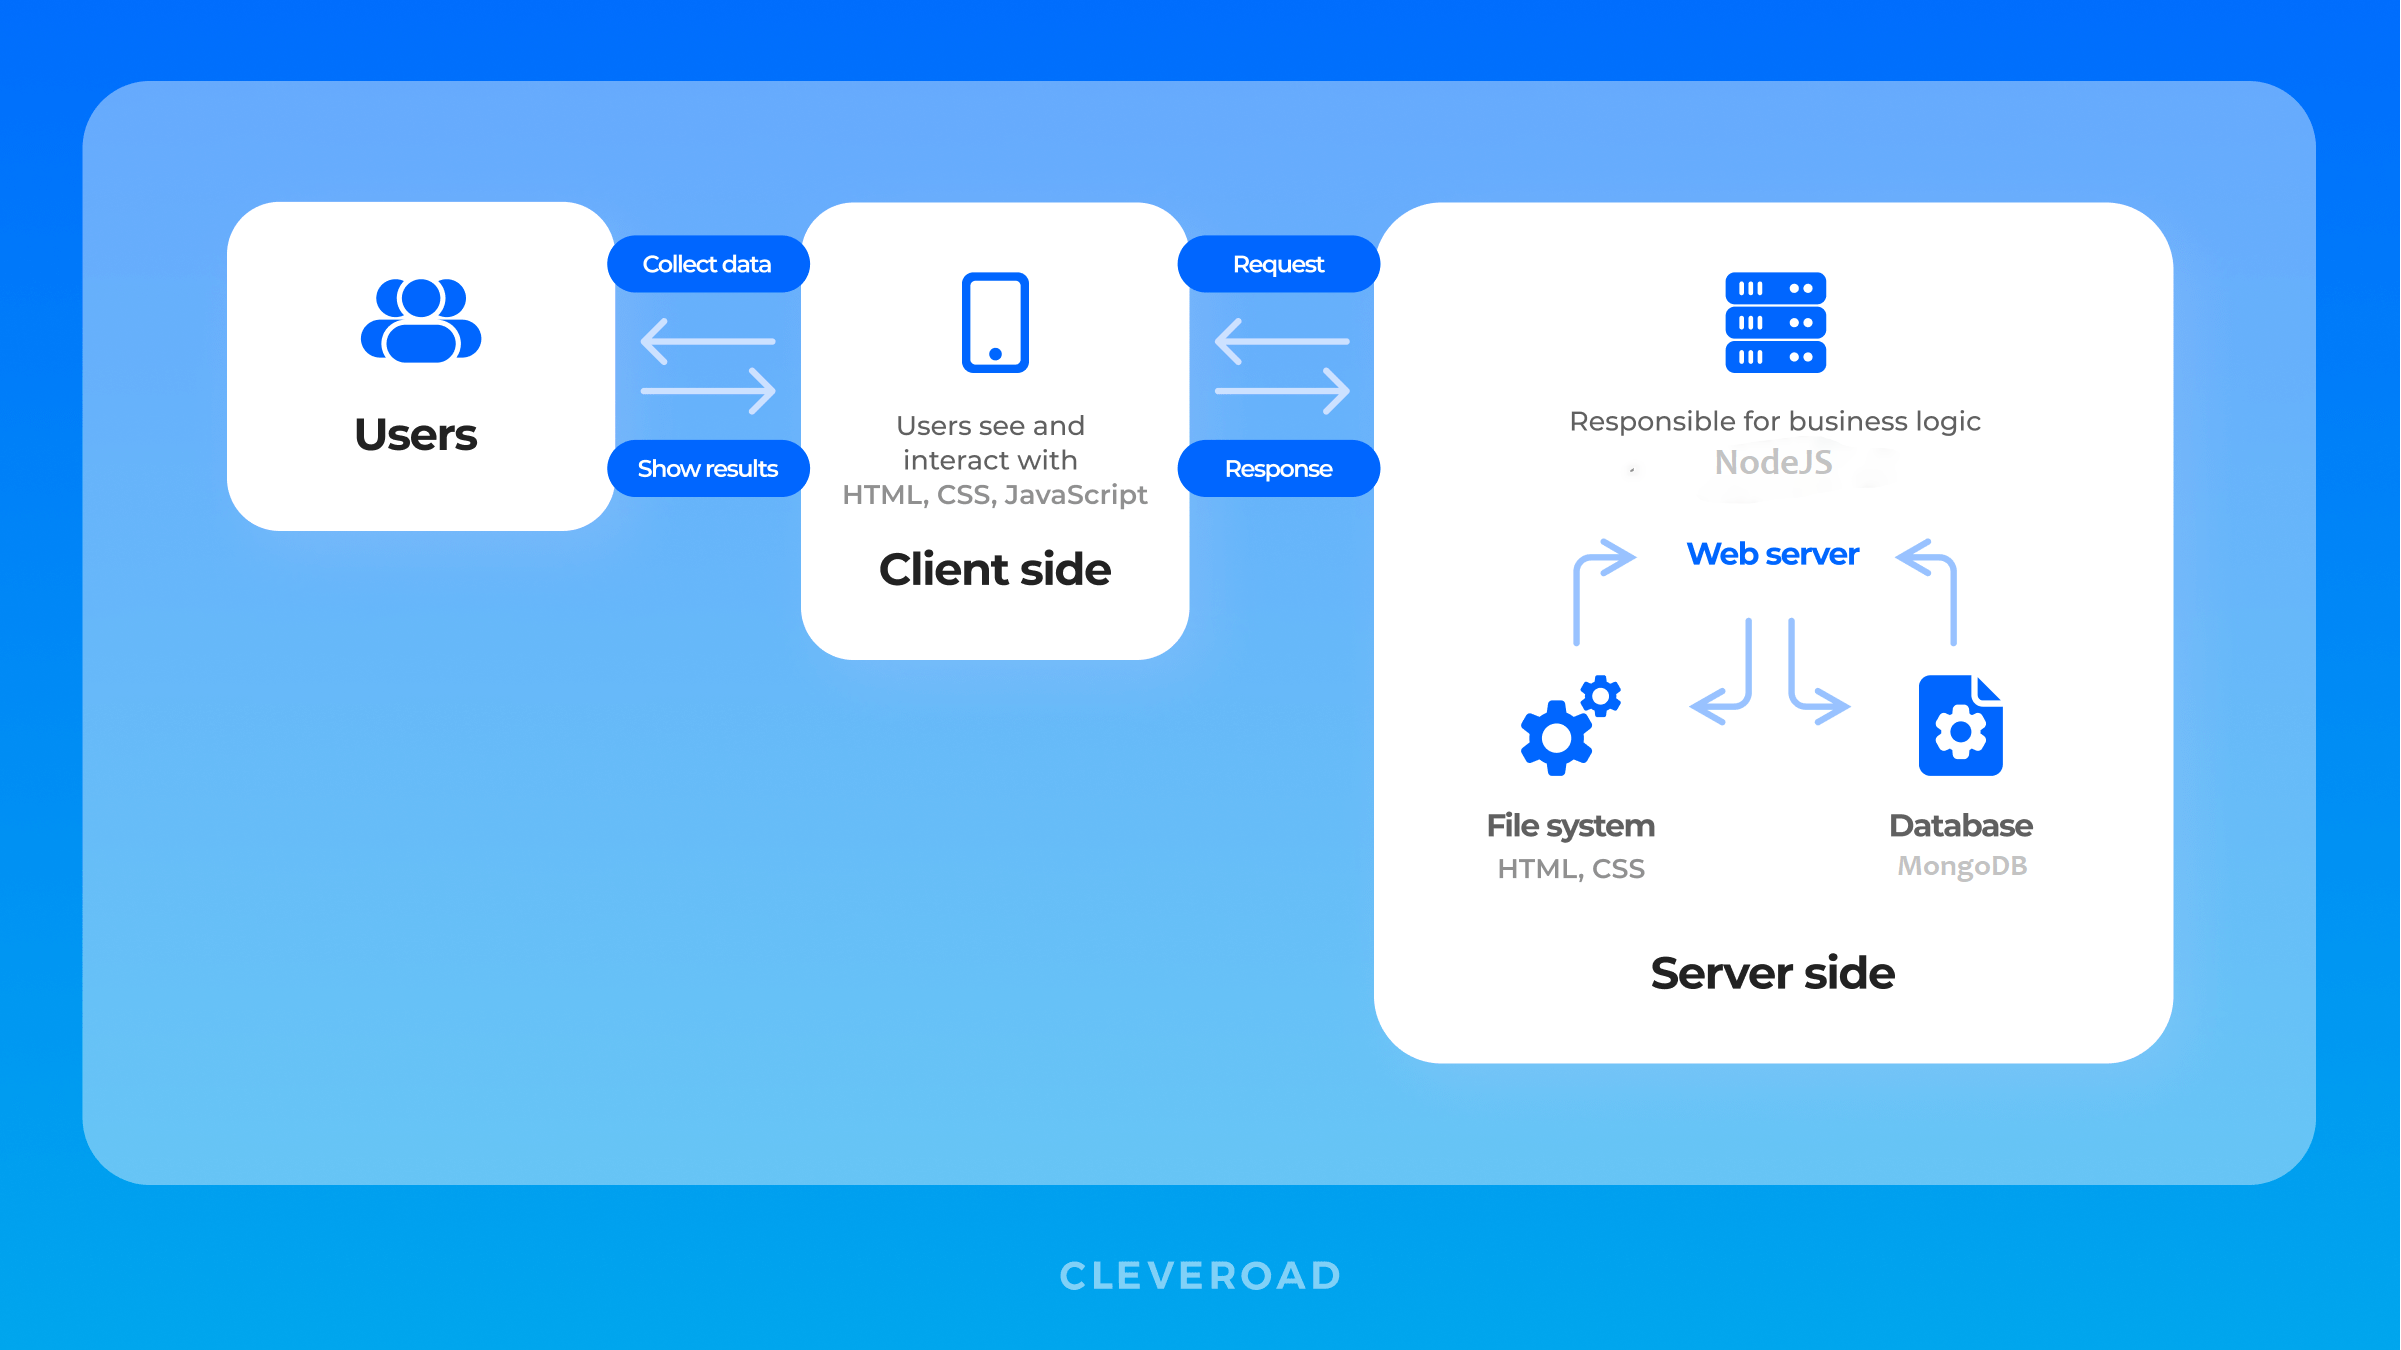 Users
Collect data
Show results
Users see and
interact with
HTML, CSS, JavaScript
Client side
Request
Response
Responsible for business logic
NodeJS
Web server
File system
HTML, CSS
Database
MongoDB
Server side
CLEVEROAD